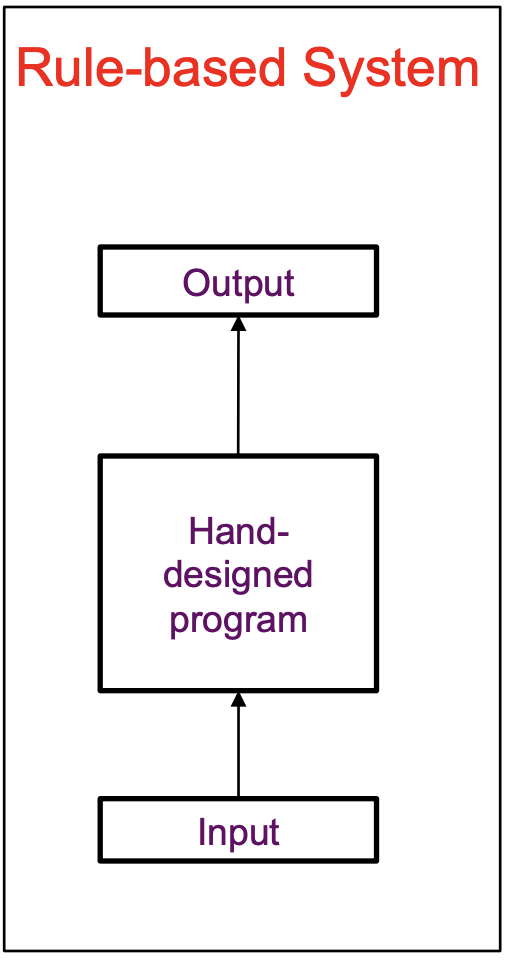 Rule-based System
Output
Hand-
designed
program
Input